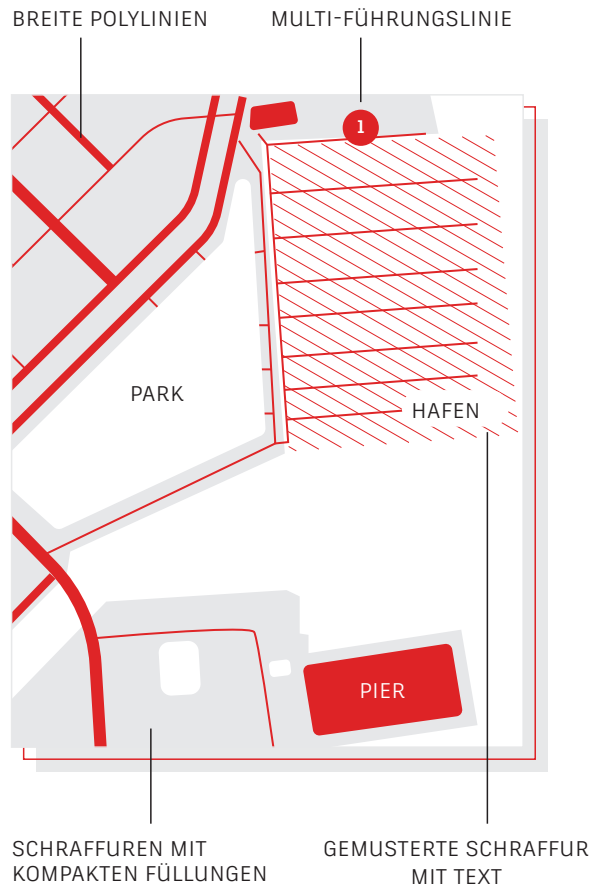 BREITE POLYLINIEN
MULTI-FÜHRUNGSLINIE
1
PARK
HAFEN
PIER
SCHRAFFUREN MIT
KOMPAKTEN FÜLLUNGEN
GEMUSTERTE SCHRAFFUR
MIT TEXT